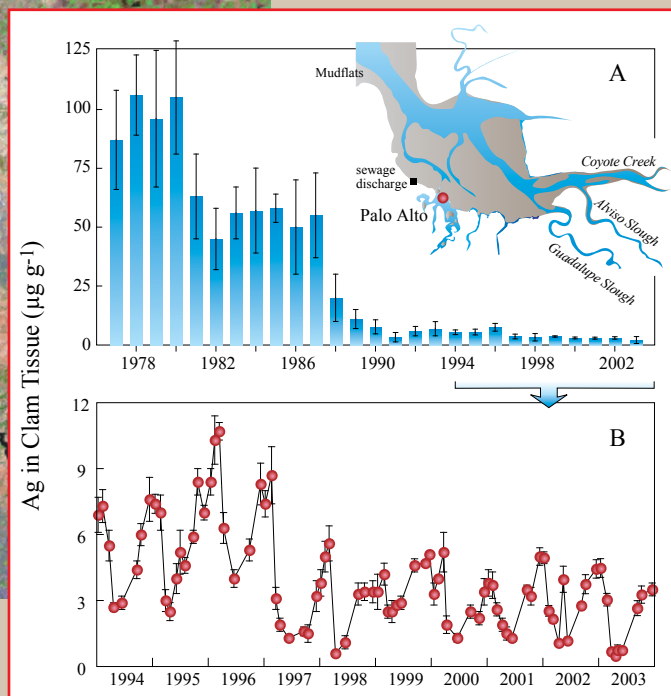 Ag in Clam Tissue (µg g-1)
125
100
75
50
25
0
1978
1982
1986
1990
1994
1998
2002
A
Mudflats
sewage
discharge
Palo Alto
Coyote Creek
Alviso Slough
Guadalupe Slough
B
12
9
6
3
0
1994
1995
1996
1997
1998
1999
2000
2001
2002
2003